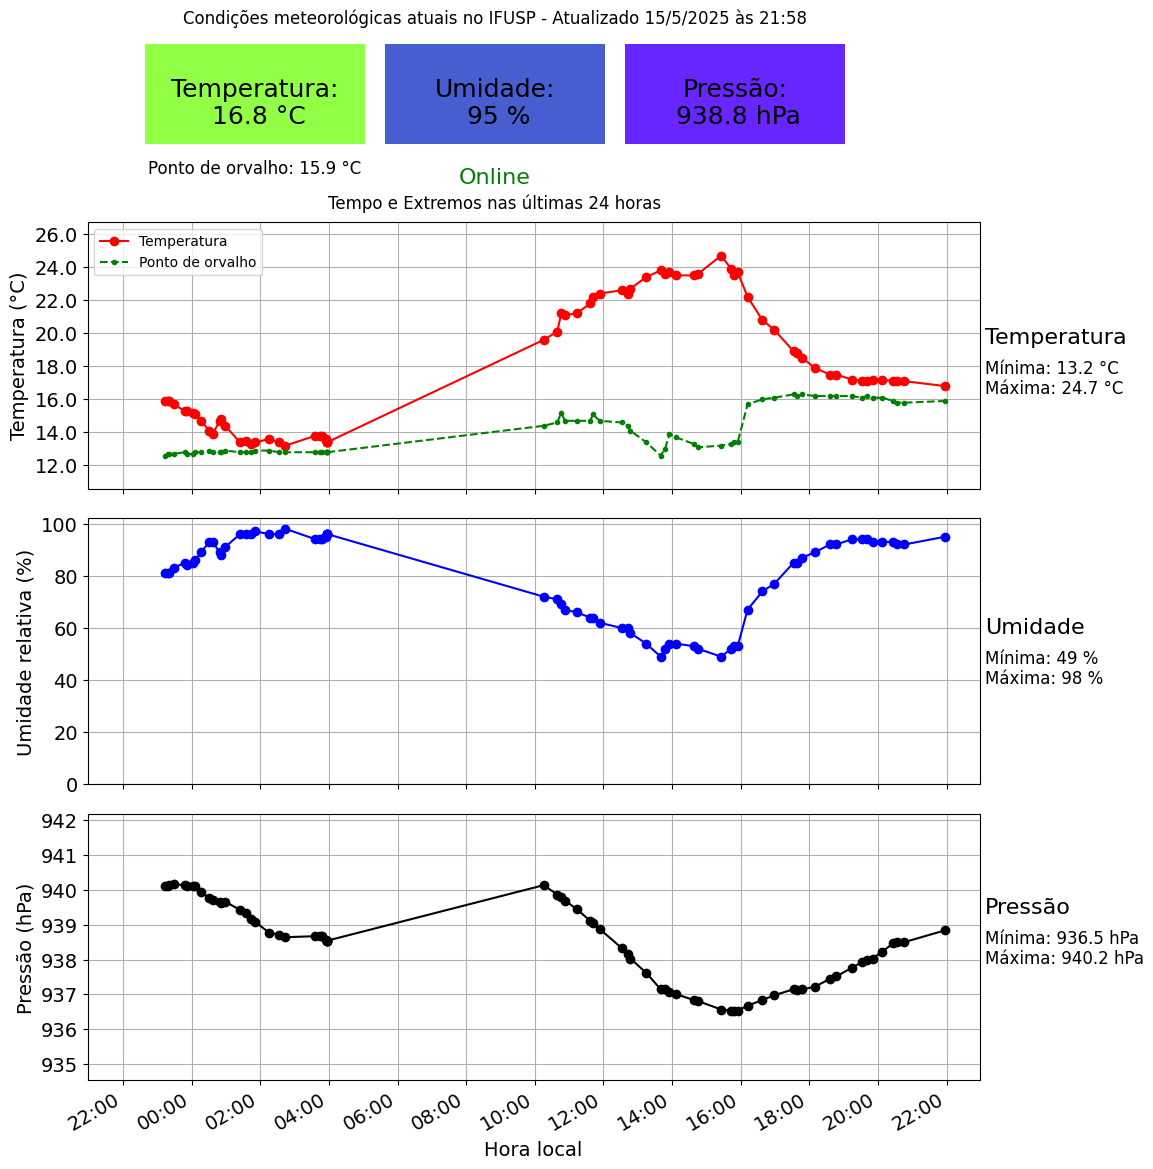 Condições meteorológicas atuais no IFUSP - Atualizado 15/5/2025 às 21:58
Temperatura:
16.8 °C
Umidade:
95 %
Pressão:
938.8 hPa
Ponto de orvalho: 15.9 °C
Online
Tempo e Extremos nas últimas 24 horas
Temperatura (°C)
26.0
24.0
22.0
20.0
18.0
16.0
14.0
12.0
Temperatura
Ponto de orvalho
Temperatura
Mínima: 13.2 °C
Máxima: 24.7 °C
Umidade relativa (%)
100
80
60
40
20
0
Umidade
Mínima: 49 %
Máxima: 98 %
Pressão (hPa)
942
941
940
939
938
937
936
935
Pressão
Mínima: 936.5 hPa
Máxima: 940.2 hPa
22:00 00:00 02:00 04:00 06:00 08:00 10:00 12:00 14:00 16:00 18:00 20:00 22:00
Hora local